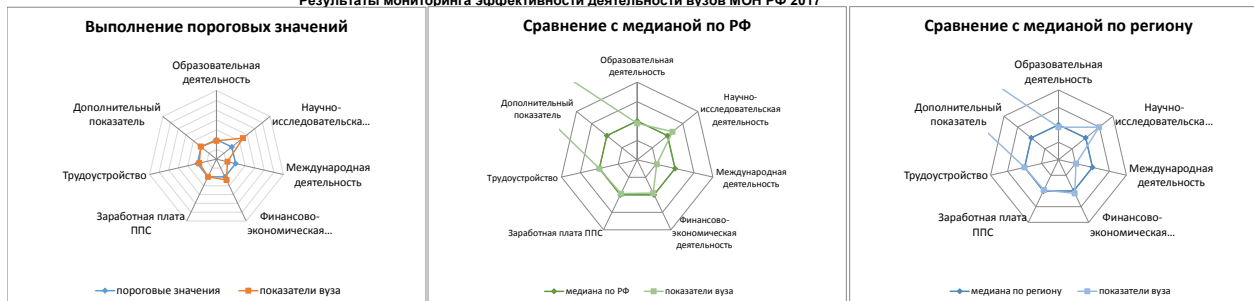 Результаты мониторинга эффективности деятельности вузов МОН РФ 2017
Выполнение пороговых значений
Образовательная
деятельность
Научно-
исследовательска...
Международная
деятельность
Финансово-
экономическая...
Заработная плата
ППС
Трудоустройство
Дополнительный
показатель
пороговые значения
показатели вуза
Сравнение с медианой по РФ
Образовательная
деятельность
Научно-
исследовательская
деятельность
Международная
деятельность
Финансово-
экономическая
деятельность
Заработная плата ППС
Трудоустройство
Дополнительный
показатель
медиана по РФ
показатели вуза
Сравнение с медианой по региону
Образовательная
деятельность
Научно-
исследовательска...
Международная
деятельность
Финансово-
экономическая...
Заработная плата
ППС
Трудоустройство
Дополнительный
показатель
медиана по региону
показатели вуза